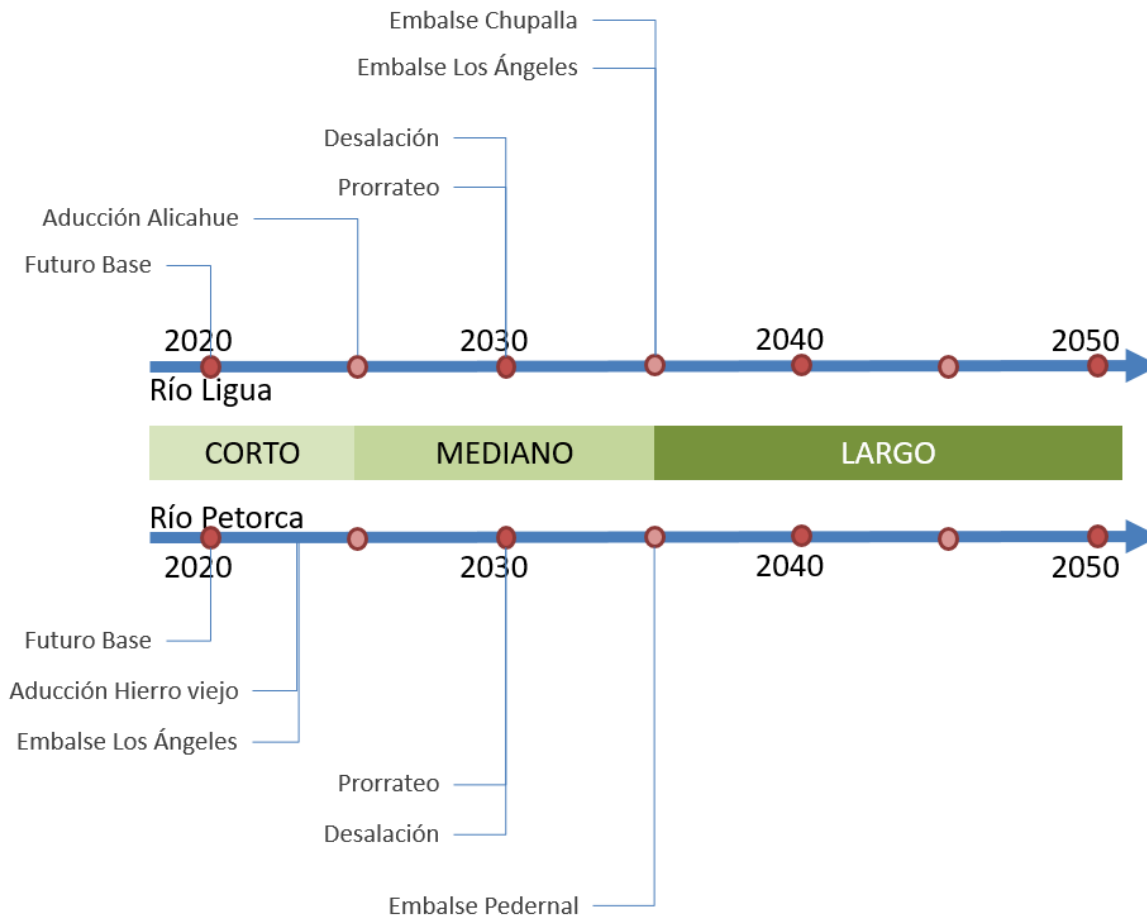 Embalse Chupalla
Embalse Los Ángeles
Desalación
Prorrateo
Aducción Alicahue
Futuro Base
2020 2030 2040 2050
Río Ligua
CORTO MEDIANO LARGO
Río Petorca
2020 2030 2040 2050
Futuro Base
Aducción Hierro viejo
Embalse Los Ángeles
Prorrateo
Desalación
Embalse Pedernal